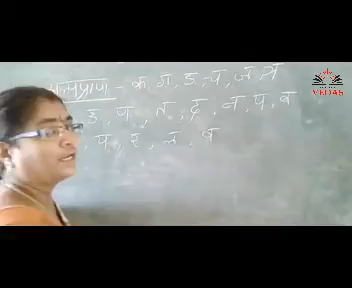 अल्पप्राण - क, ग, ङ, च, ज, ञ
ड, ण, त, द, न, प, ब
य, र, ल, व
VEDAS